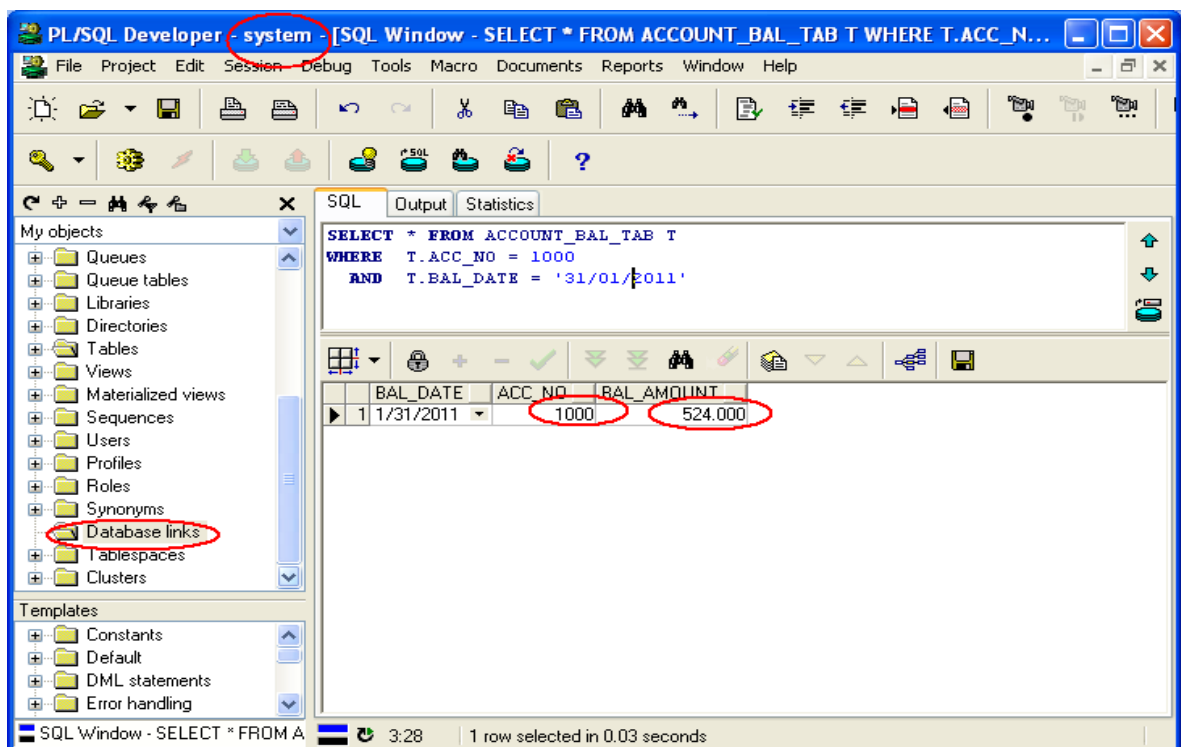 PL/SQL Developer - system - [SQL Window - SELECT * FROM ACCOUNT_BAL_TAB T WHERE T.ACC_N...
File Project Edit Session Debug Tools Macro Documents Reports Window Help
SQL
?
My objects
Queues
Queue tables
Libraries
Directories
Tables
Views
Materialized views
Sequences
Users
Profiles
Roles
Synonyms
Database links
Tablespaces
Clusters
Templates
Constants
Default
DML statements
Error handling
SQL Output Statistics
SELECT * FROM ACCOUNT_BAL_TAB T
WHERE T.ACC_NO = 1000
AND T.BAL_DATE = '31/01/2011'
BAL_DATE ACC_NO BAL_AMOUNT
1 1/31/2011 1000 524.000
SQL Window - SELECT * FROM A
3:28 1 row selected in 0.03 seconds